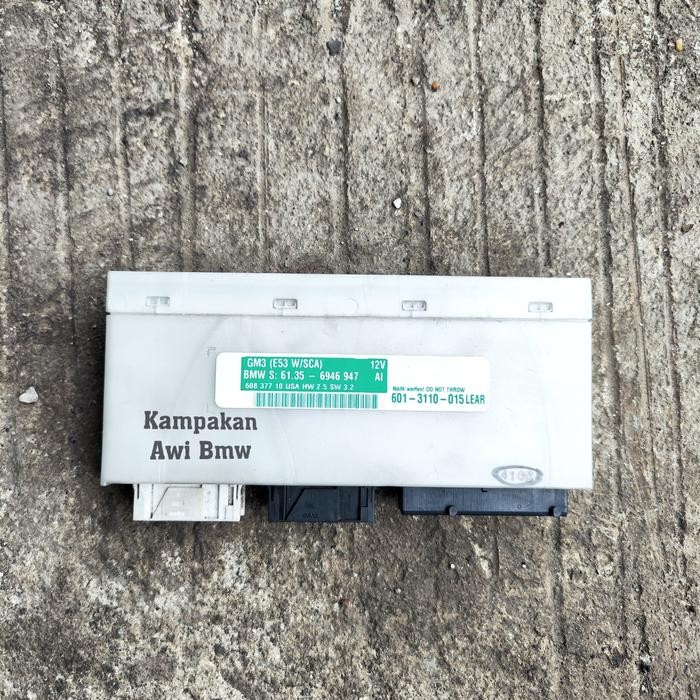 GM3 (E53 W/SCA) 12V
BMW S: 61.35 - 6946 947 AI
608 377 10 USA HW 2.5 SW 3.2
Nicht werfen! DO NOT THROW
601-3110-015 LEAR
Kampakan
Awi Bmw